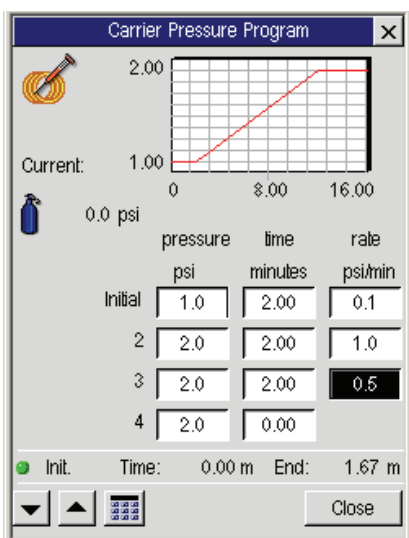 Carrier Pressure Program
2.00
Current: 1.00
0 8.00 16.00
0.0 psi
pressure time rate
psi minutes psi/min
Initial 1.0 2.00 0.1
2 2.0 2.00 1.0
3 2.0 2.00 0.5
4 2.0 0.00
Init. Time: 0.00 m End: 1.67 m
Close